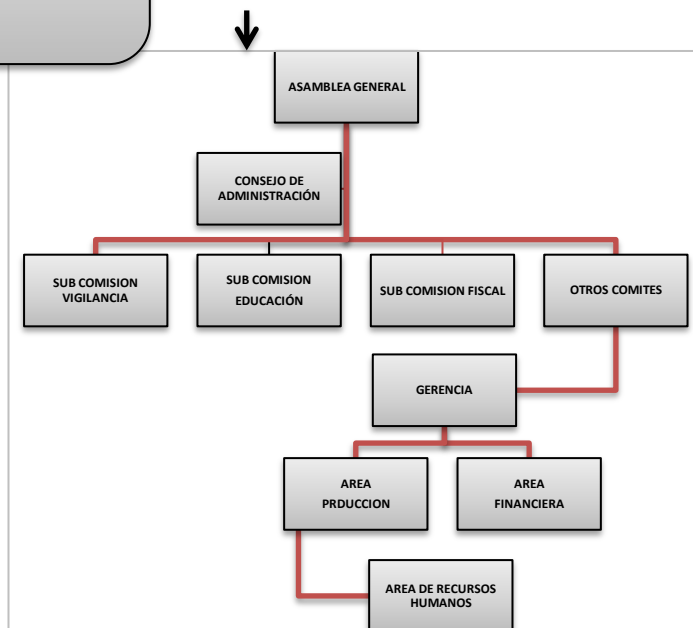 ASAMBLEA GENERAL
CONSEJO DE
ADMINISTRACIÓN
SUB COMISION
VIGILANCIA
SUB COMISION
EDUCACIÓN
SUB COMISION FISCAL
OTROS COMITES
GERENCIA
AREA
PRDUCCION
AREA
FINANCIERA
AREA DE RECURSOS
HUMANOS